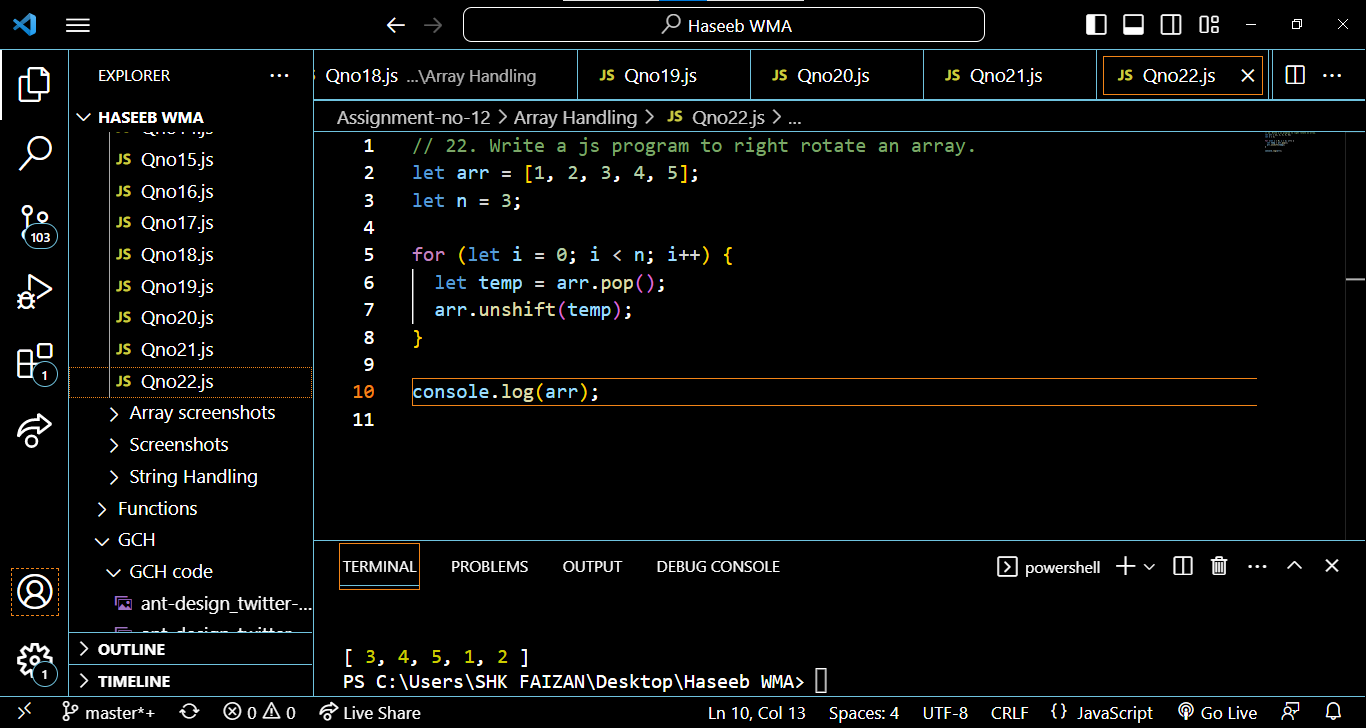 Haseeb WMA
EXPLORER
Qno18.js ...\Array Handling
JS Qno19.js
JS Qno20.js
JS Qno21.js
JS Qno22.js
HASEEB WMA
JS Qno15.js
JS Qno16.js
JS Qno17.js
JS Qno18.js
JS Qno19.js
JS Qno20.js
JS Qno21.js
JS Qno22.js
Array screenshots
Screenshots
String Handling
Functions
GCH
GCH code
ant-design_twitter-...
OUTLINE
TIMELINE
103
1
1
Assignment-no-12 > Array Handling > JS Qno22.js > ...
1 // 22. Write a js program to right rotate an array.
2 let arr = [1, 2, 3, 4, 5];
3 let n = 3;
4
5 for (let i = 0; i < n; i++) {
6 let temp = arr.pop();
7 arr.unshift(temp);
8 }
9
10 console.log(arr);
11
TERMINAL PROBLEMS OUTPUT DEBUG CONSOLE
powershell
[ 3, 4, 5, 1, 2 ]
PS C:\Users\SHK FAIZAN\Desktop\Haseeb WMA>
master*+ 0 0 Live Share Ln 10, Col 13 Spaces: 4 UTF-8 CRLF {} JavaScript Go Live